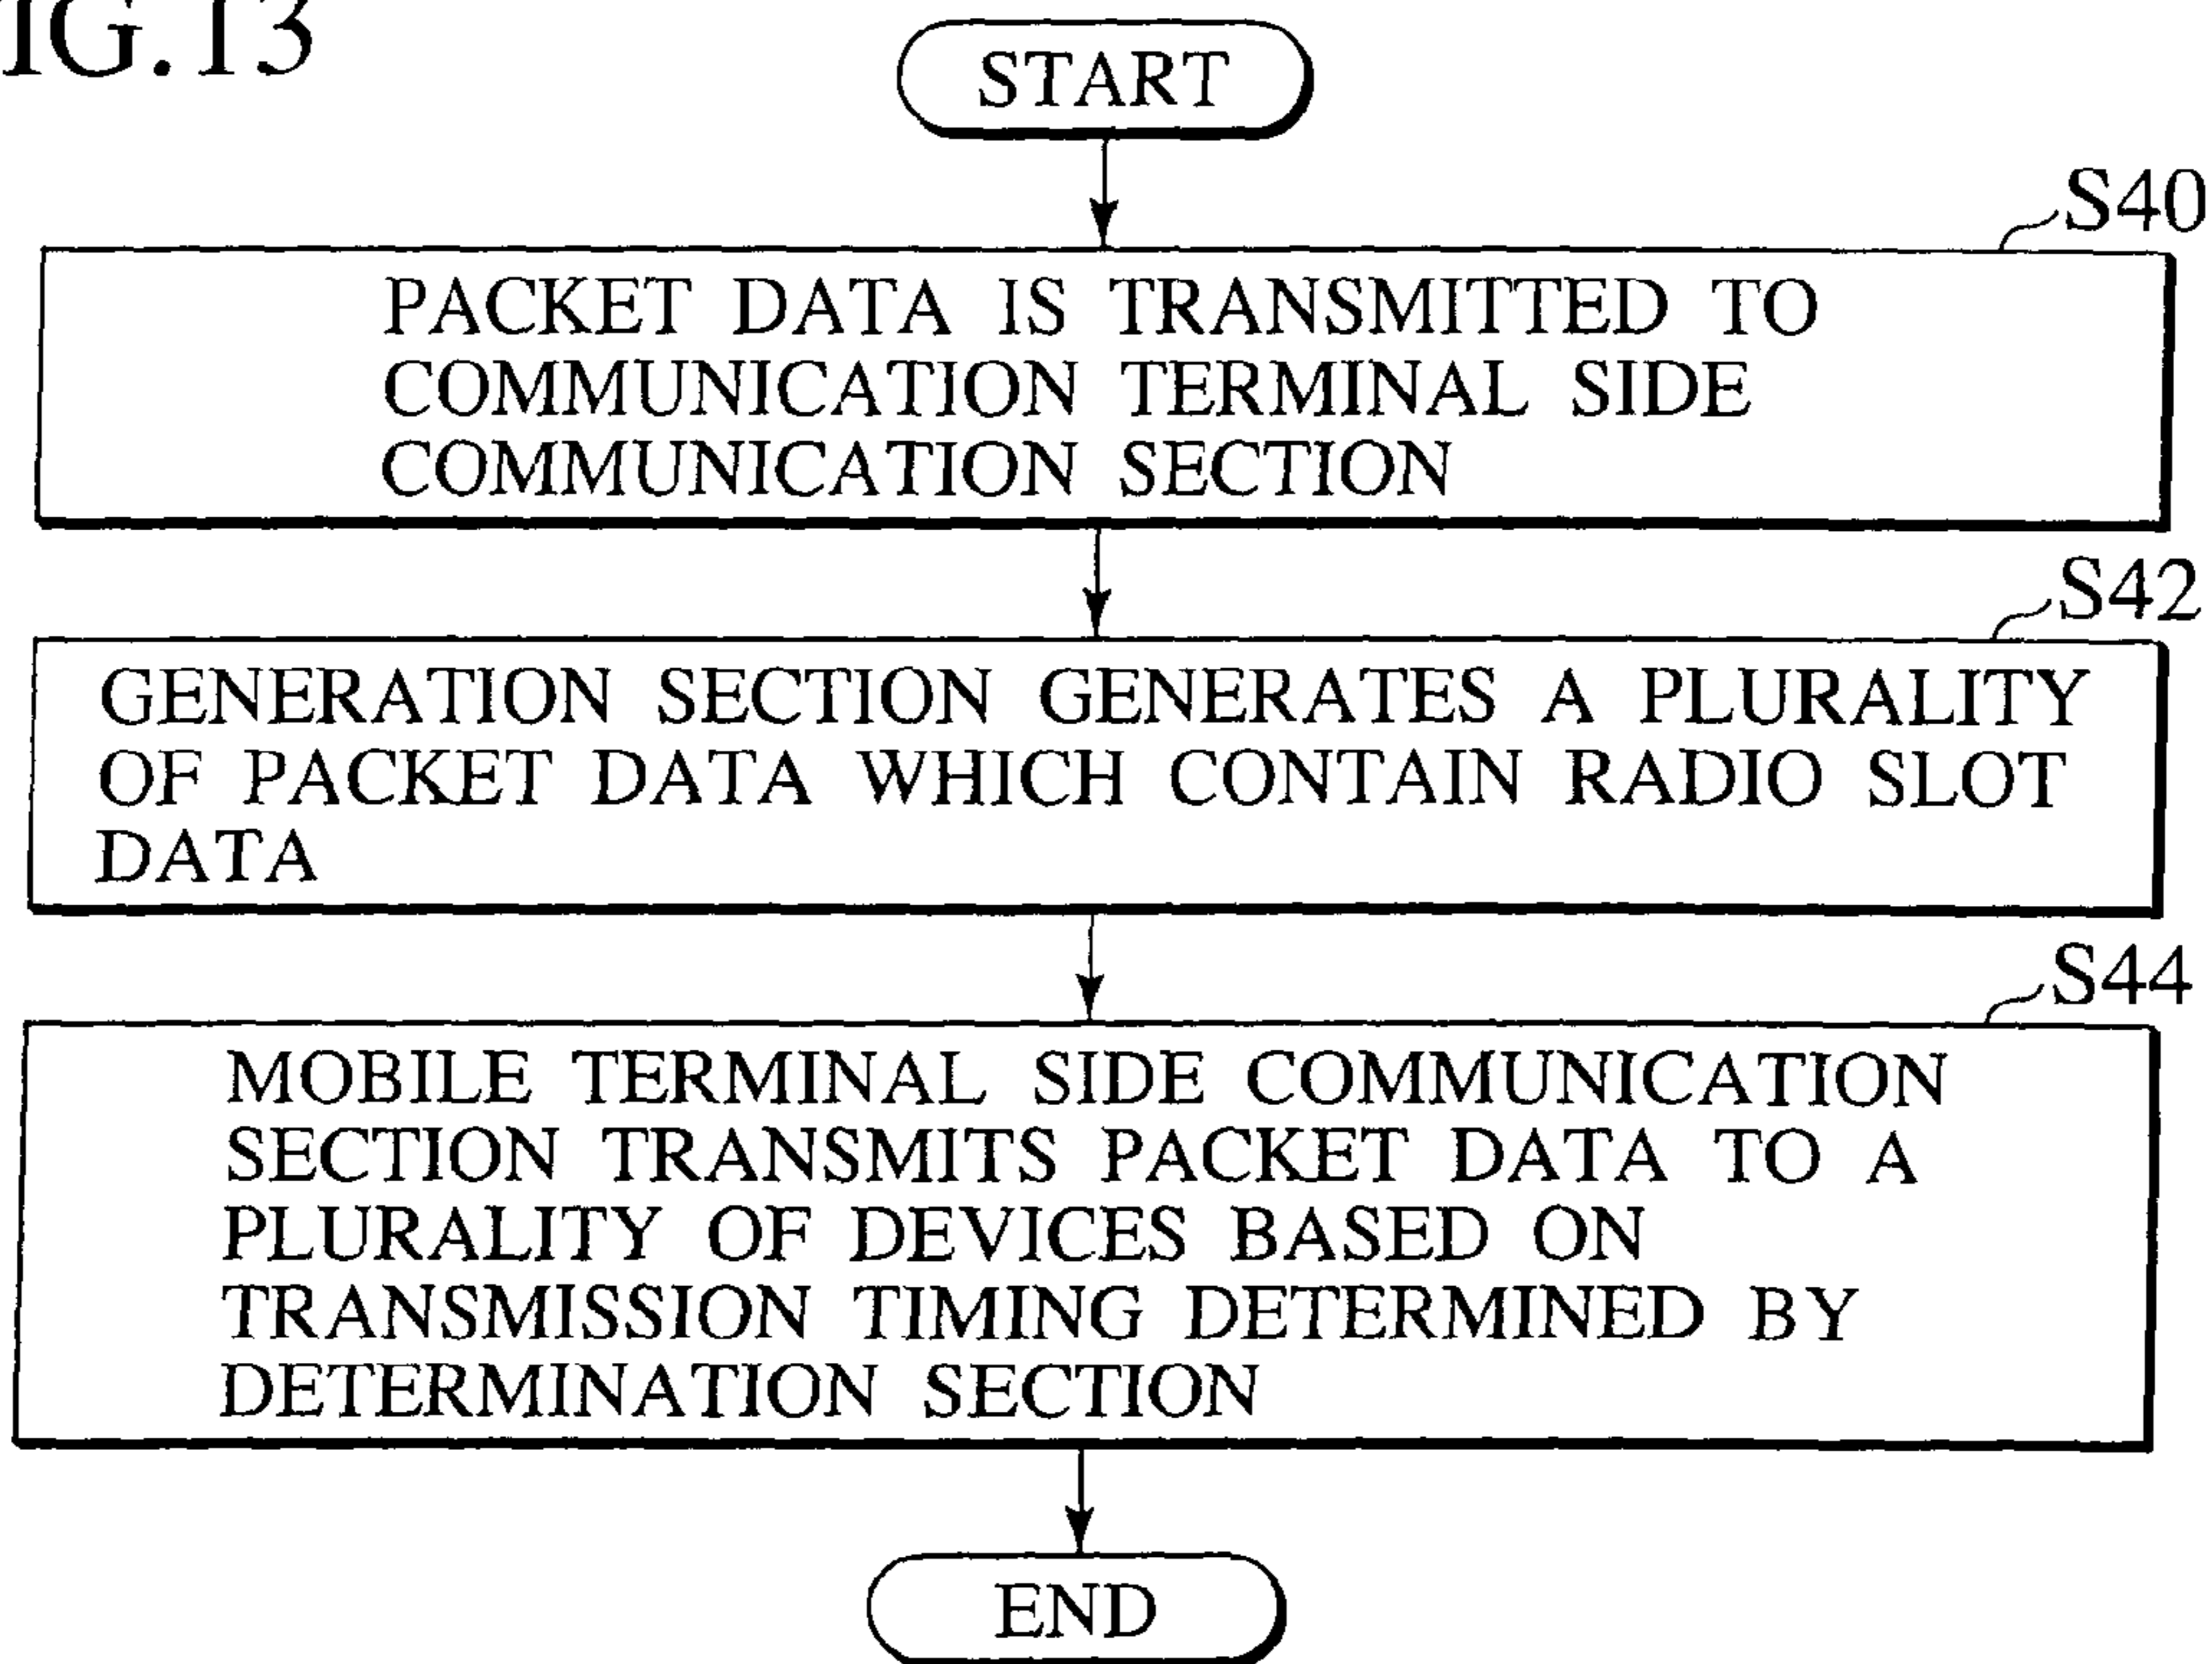 IG.13
START
S40
PACKET DATA IS TRANSMITTED TO
COMMUNICATION TERMINAL SIDE
COMMUNICATION SECTION
S42
GENERATION SECTION GENERATES A PLURALITY
OF PACKET DATA WHICH CONTAIN RADIO SLOT
DATA
S44
MOBILE TERMINAL SIDE COMMUNICATION
SECTION TRANSMITS PACKET DATA TO A
PLURALITY OF DEVICES BASED ON
TRANSMISSION TIMING DETERMINED BY
DETERMINATION SECTION
END